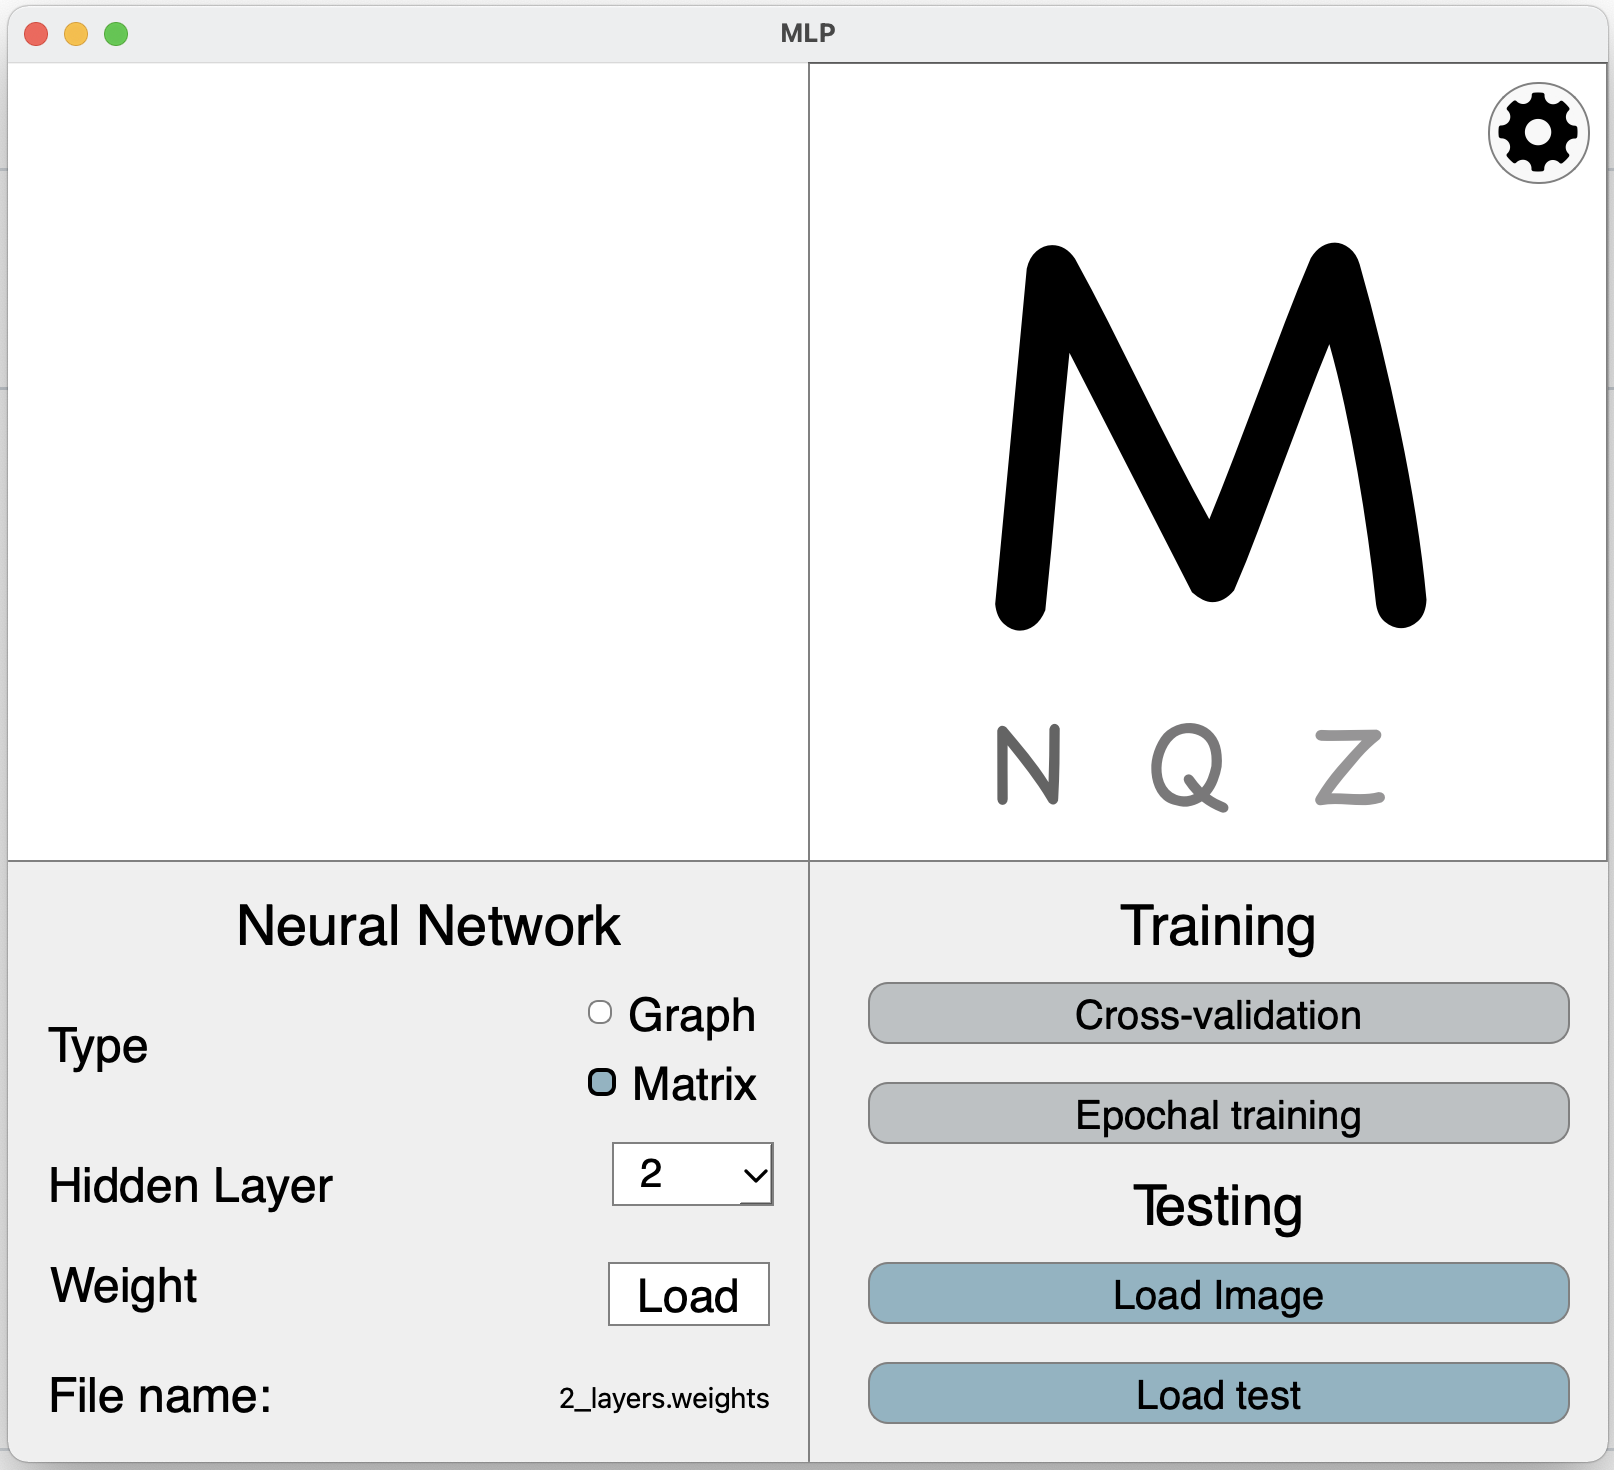 MLP
M
N Q Z
Neural Network
Type
Graph
Matrix
Hidden Layer
2
Weight
Load
File name:
2_layers.weights
Training
Cross-validation
Epochal training
Testing
Load Image
Load test